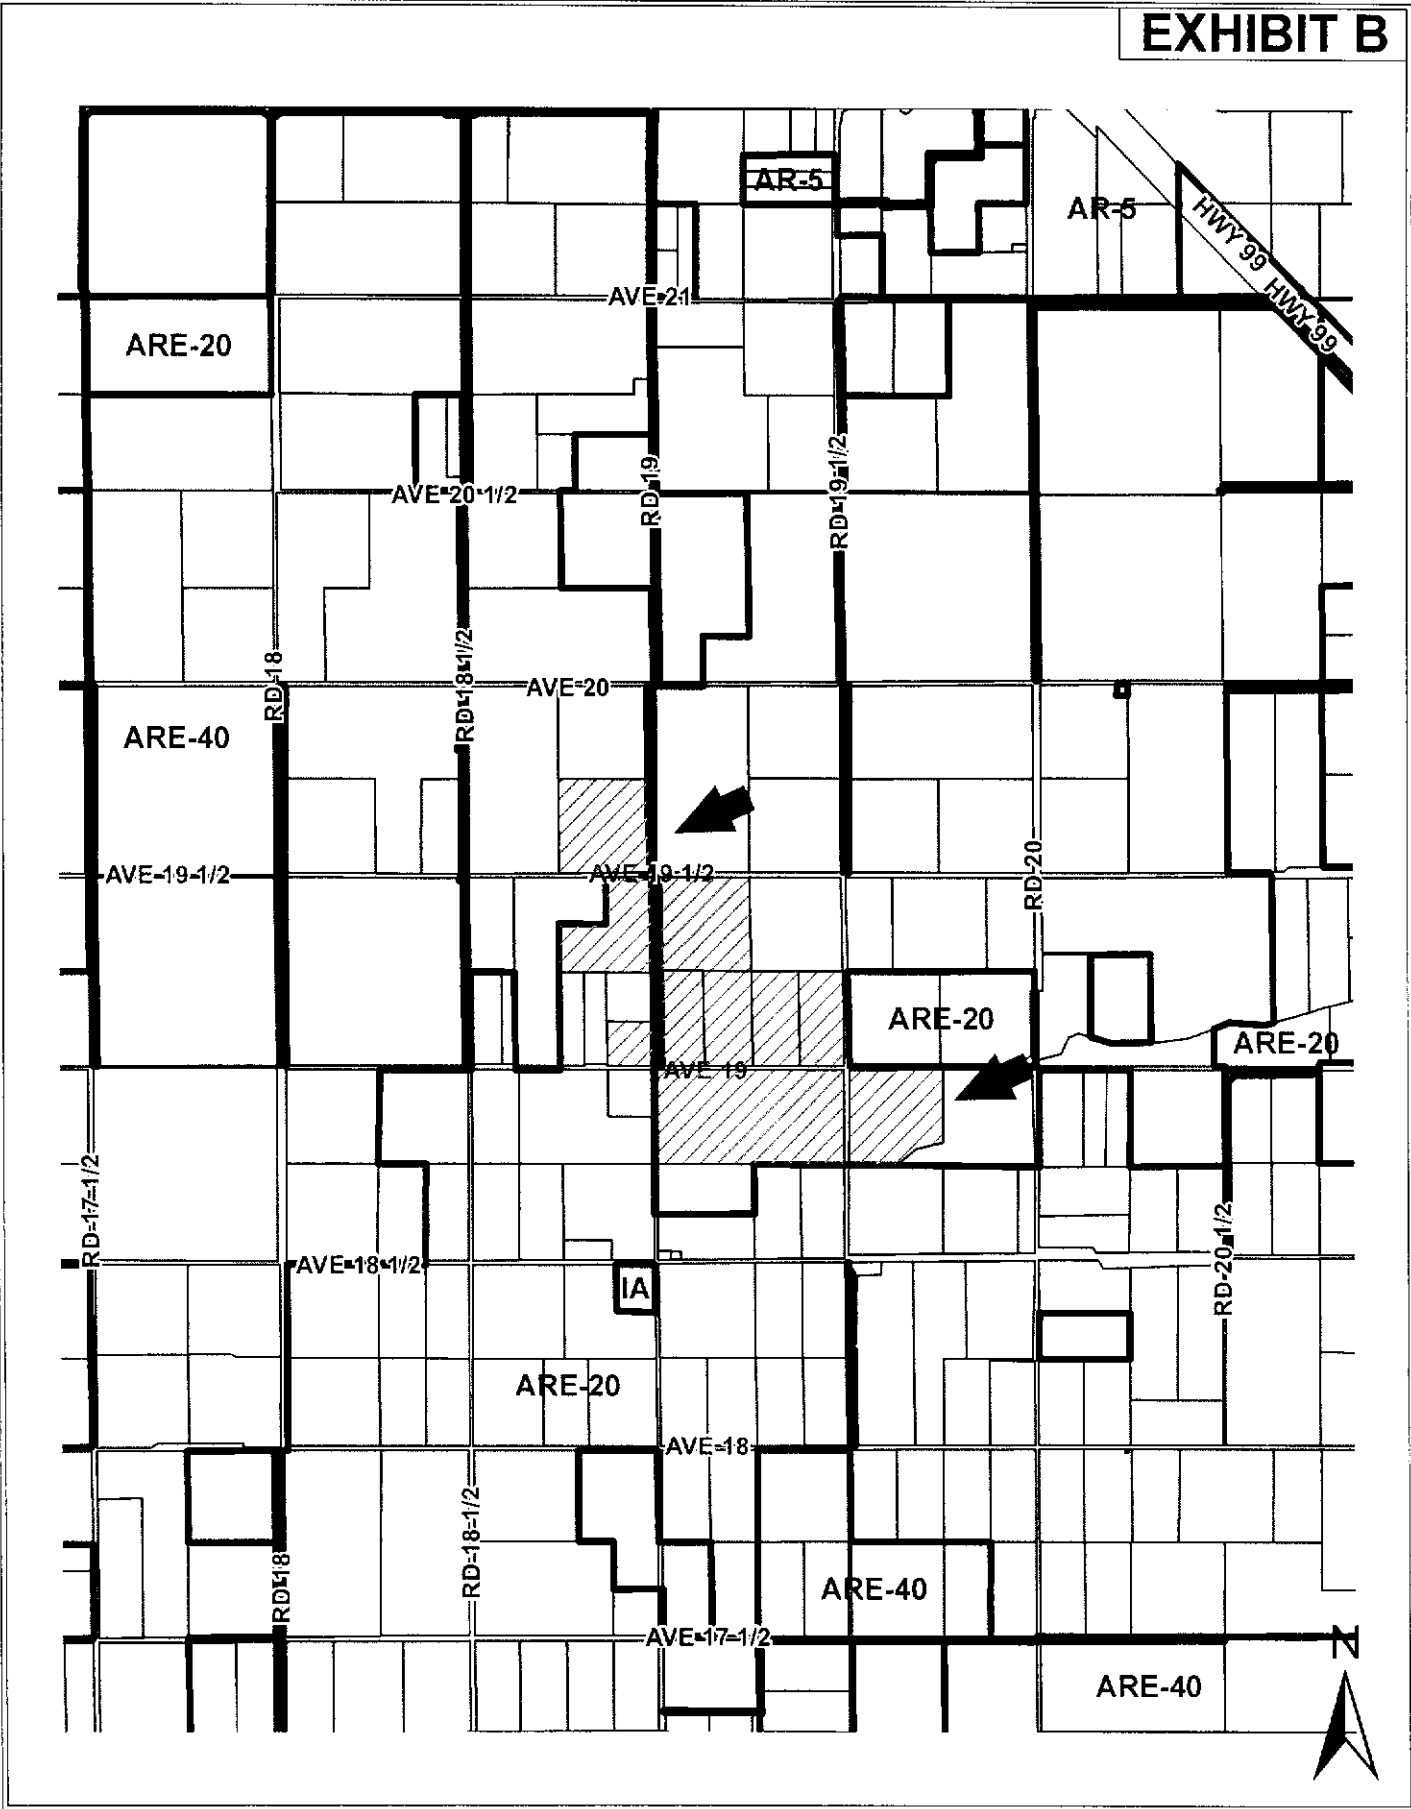 EXHIBIT B
AR-5
AR-5
HWY 99
HWY 99
AVE 21
ARE-20
RD 19
RD 19 1/2
AVE 20 1/2
RD 18
RD 18 1/2
AVE 20
ARE-40
AVE 19 1/2
AVE 19 1/2
RD 20
ARE-20
ARE-20
AVE 19
RD 17 1/2
RD 20 1/2
AVE 18 1/2
IA
ARE-20
AVE 18
RD 18 1/2
RD 18
ARE-40
AVE 17 1/2
N
ARE-40